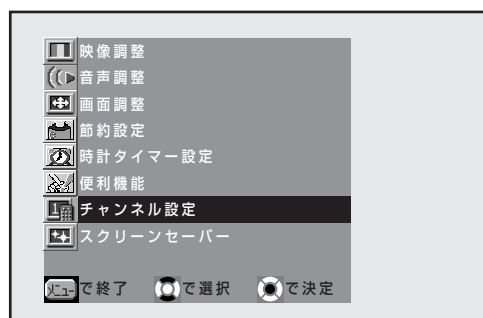 映像調整
音声調整
画面調整
節約設定
時計タイマー設定
便利機能
チャンネル設定
スクリーンセーバー
メニューで終了 で選択 で決定